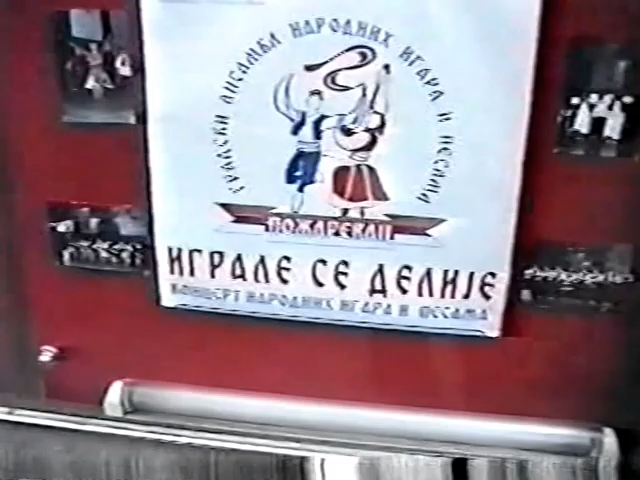 ГРАДСКИ АНСАМБЛ НАРОДНИХ ИГАРА И ПЕСАМА
ПОЖАРЕВАЦ
ИГРАЛЕ СЕ ДЕЛИЈЕ
КОНЦЕРТ НАРОДНИХ ИГАРА И ПЕСАМА